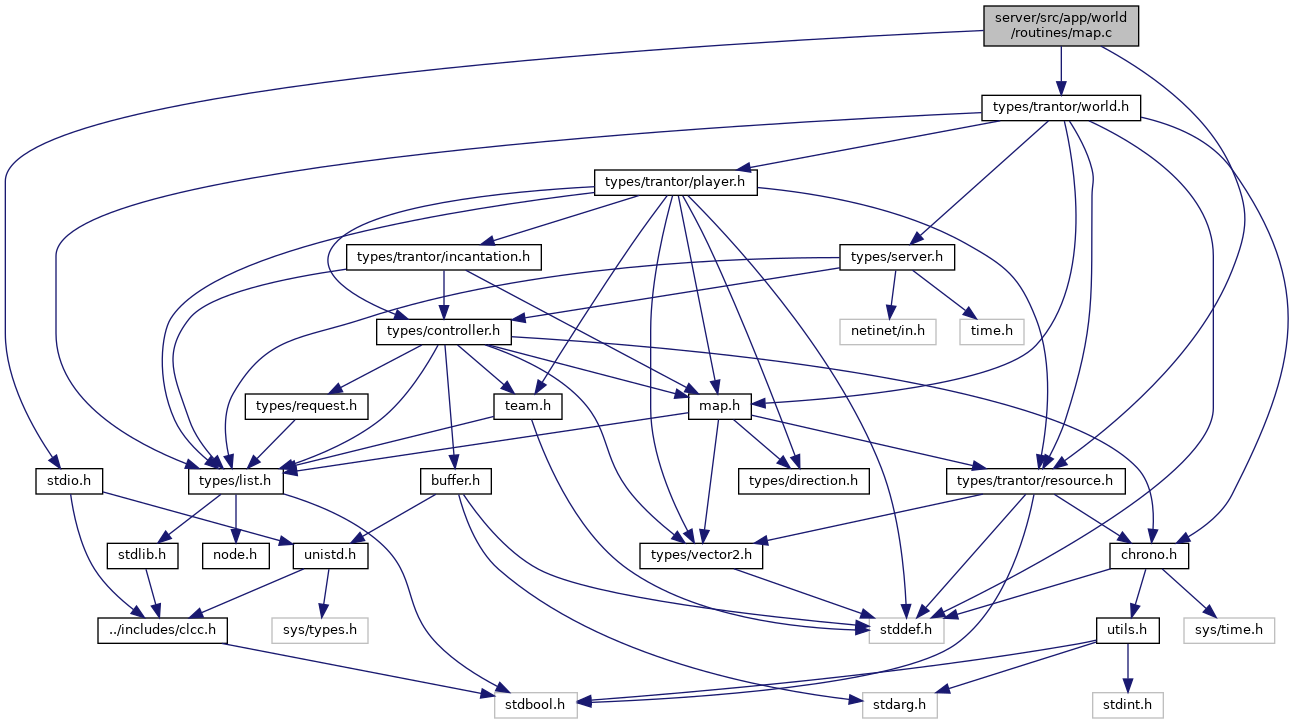 server/src/app/world
/routines/map.c
types/trantor/world.h
types/trantor/player.h
types/trantor/incantation.h
types/server.h
types/controller.h
netinet/in.h
time.h
types/request.h
team.h
map.h
stdio.h
types/list.h
buffer.h
types/direction.h
types/trantor/resource.h
stdlib.h
node.h
unistd.h
types/vector2.h
chrono.h
../includes/clcc.h
sys/types.h
stddef.h
utils.h
sys/time.h
stdbool.h
stdarg.h
stdint.h